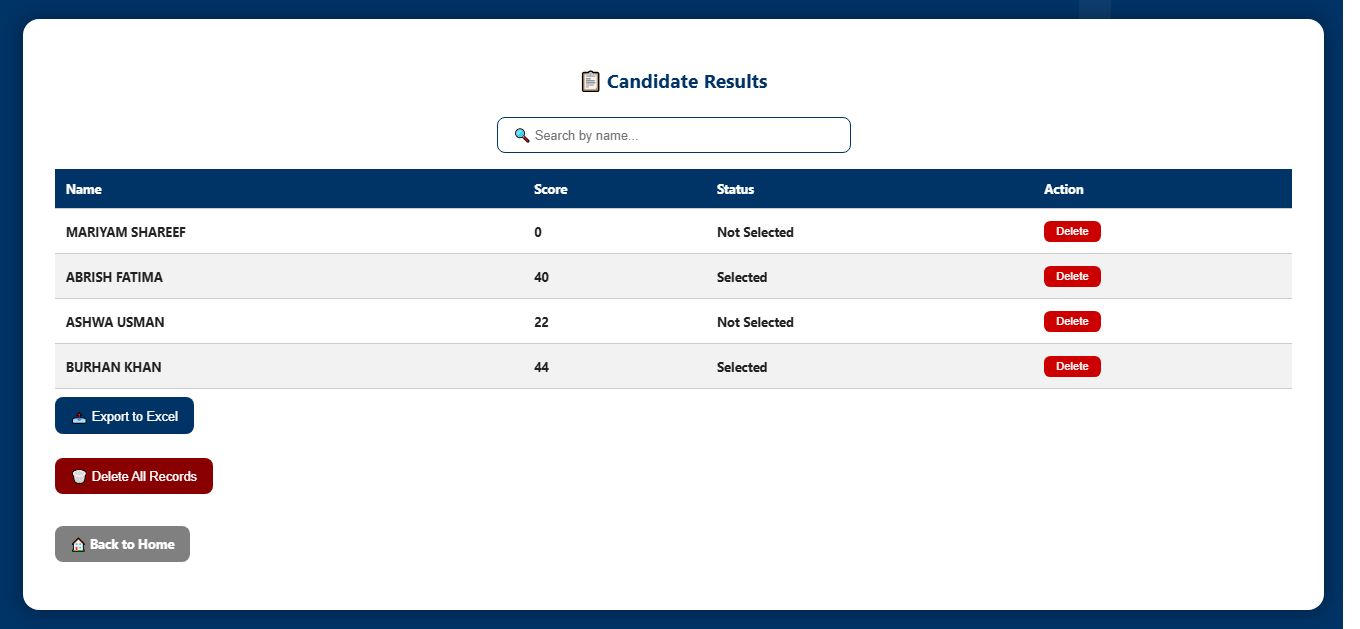 📋 Candidate Results
🔍 Search by name...
Name Score Status Action
MARIYAM SHAREEF 0 Not Selected Delete
ABRISH FATIMA 40 Selected Delete
ASHWA USMAN 22 Not Selected Delete
BURHAN KHAN 44 Selected Delete
📤 Export to Excel
🗑️ Delete All Records
🏠 Back to Home